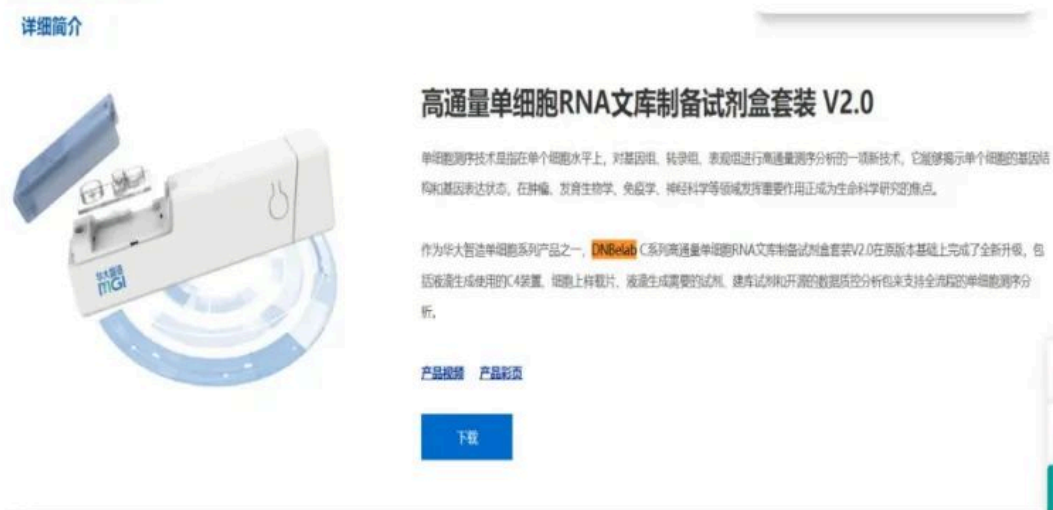 详细简介
高通量单细胞RNA文库制备试剂盒套装 V2.0
单细胞测序技术是指在单个细胞水平上，对基因组、转录组、表观组进行高通量测序分析的一项新技术，它能够揭示单个细胞的基因结
构和基因表达状态，在肿瘤、发育生物学、免疫学、神经科学等领域发挥重要作用正成为生命科学研究的焦点。
作为华大智造单细胞系列产品之一，DNBelab C系列高通量单细胞RNA文库制备试剂盒套装V2.0在原版本基础上完成了全新升级，包
括液滴生成使用的C4装置、细胞上样载片、液滴生成需要的试剂、建库试剂和开源的数据质控分析包来支持全流程的单细胞测序分
析。
华大智造
MGI
产品视频 产品彩页
下载